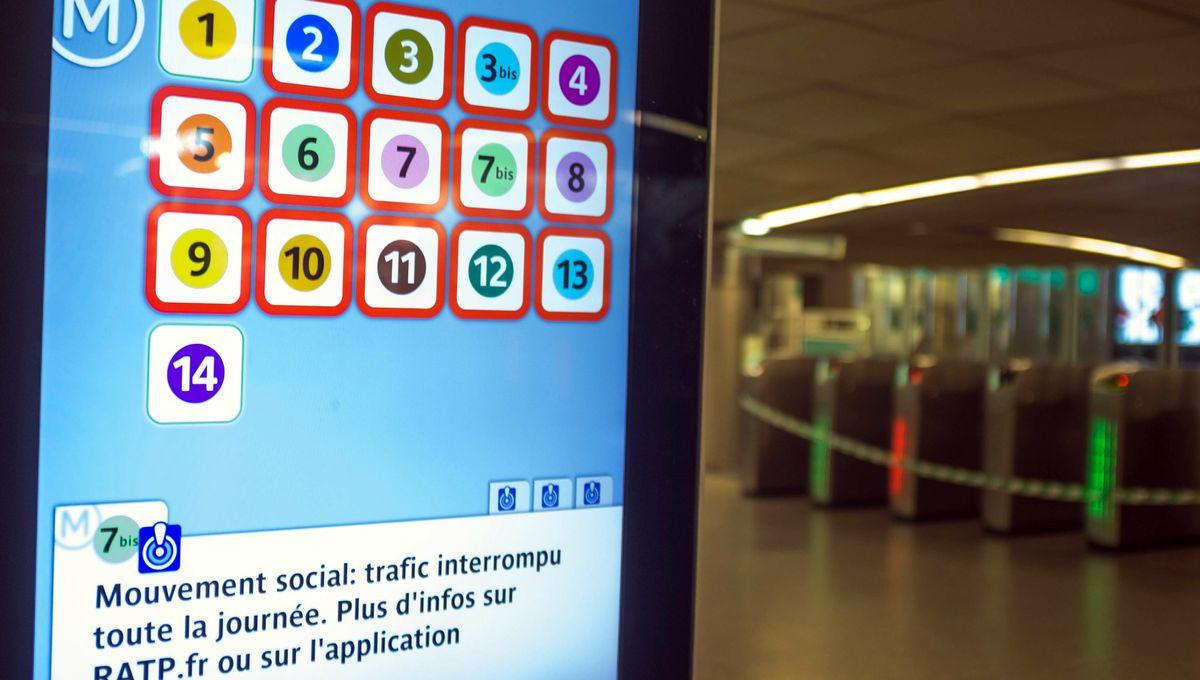 M 1 2 3 3bis 4
5 6 7 7bis 8
9 10 11 12 13
14
M 7bis
Mouvement social: trafic interrompu
toute la journée. Plus d'infos sur
RATP.fr ou sur l'application